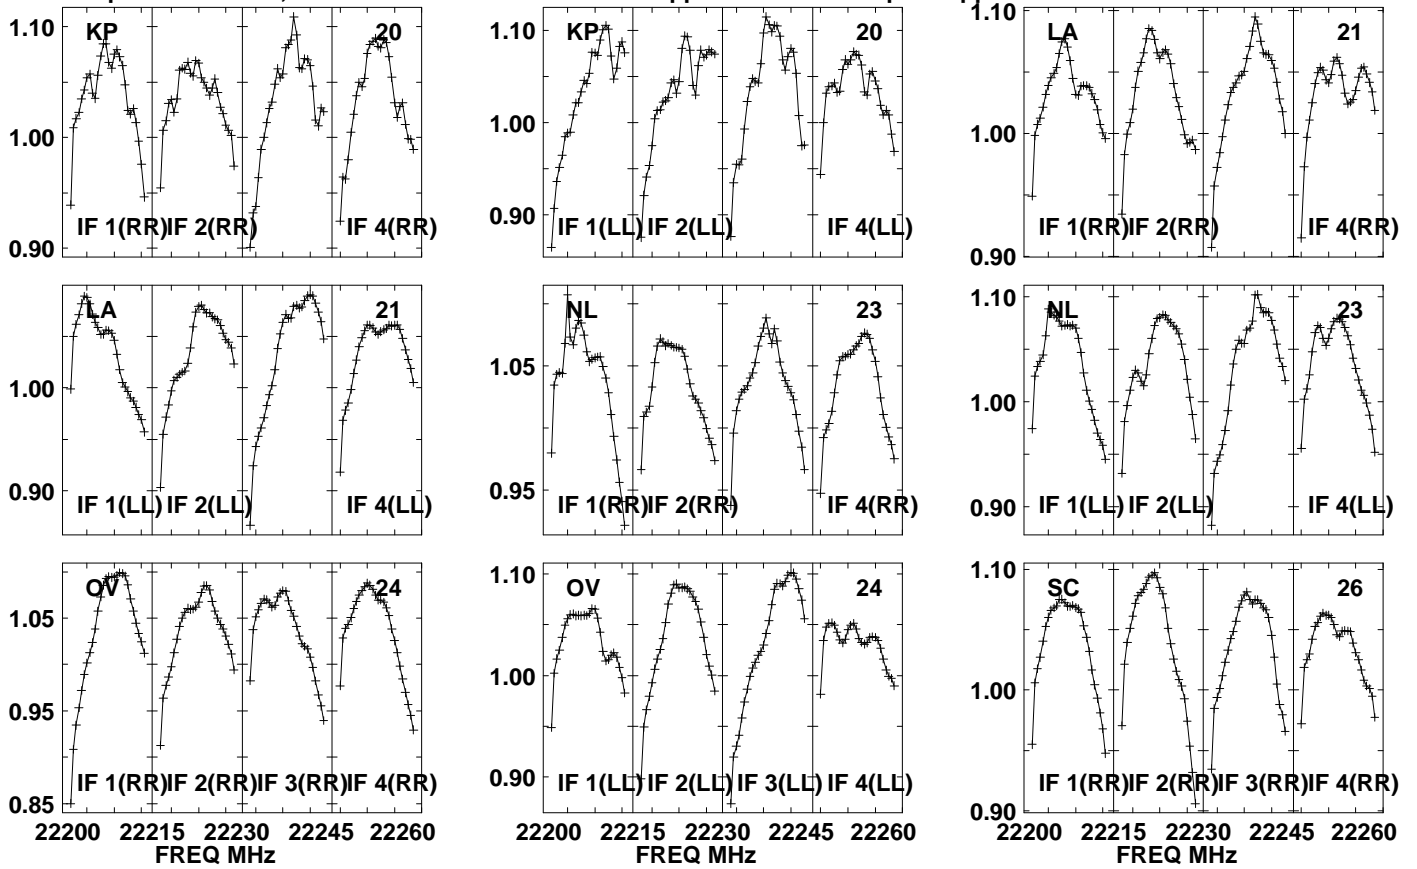 KP 20
1.10
1.00
0.90
IF 1(RR) IF 2(RR) IF 4(RR)
KP 20
1.10
1.00
0.90
IF 1(LL) IF 2(LL) IF 4(LL)
LA 21
1.10
1.00
0.90
IF 1(RR) IF 2(RR) IF 4(RR)
LA 21
1.00
0.90
IF 1(LL) IF 2(LL) IF 4(LL)
NL 23
1.05
0.95
IF 1(RR) IF 2(RR) IF 4(RR)
NL 23
1.10
1.00
0.90
IF 1(LL) IF 2(LL) IF 4(LL)
OV 24
1.05
0.95
0.85
IF 1(RR) IF 2(RR) IF 3(RR) IF 4(RR)
22200 22215 22230 22245 22260
FREQ MHz
OV 24
1.10
1.00
0.90
IF 1(LL) IF 2(LL) IF 3(LL) IF 4(LL)
22200 22215 22230 22245 22260
FREQ MHz
SC 26
1.10
1.00
0.90
IF 1(RR) IF 2(RR) IF 3(RR) IF 4(RR)
22200 22215 22230 22245 22260
FREQ MHz